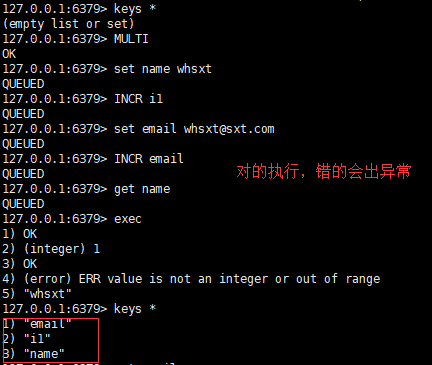 127.0.0.1:6379> keys *
(empty list or set)
127.0.0.1:6379> MULTI
OK
127.0.0.1:6379> set name whsxt
QUEUED
127.0.0.1:6379> INCR i1
QUEUED
127.0.0.1:6379> set email whsxt@sxt.com
QUEUED
127.0.0.1:6379> INCR email
QUEUED
对的执行，错的会出异常
127.0.0.1:6379> get name
QUEUED
127.0.0.1:6379> exec
1) OK
2) (integer) 1
3) OK
4) (error) ERR value is not an integer or out of range
5) "whsxt"
127.0.0.1:6379> keys *
1) "email"
2) "i1"
3) "name"